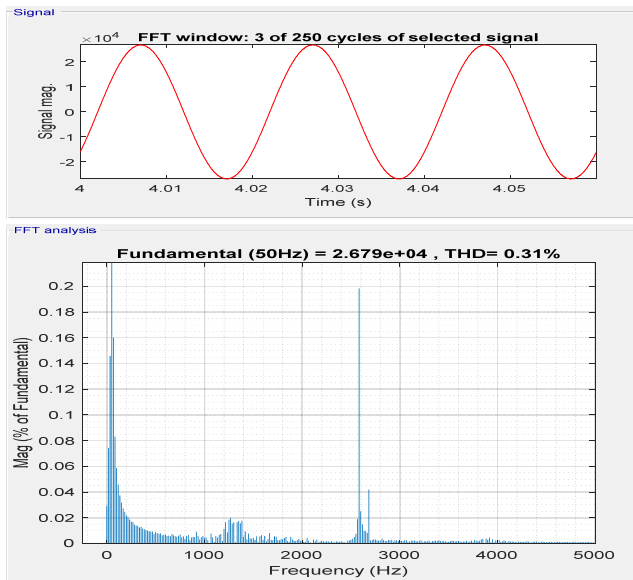 Signal
×10⁴
FFT window: 3 of 250 cycles of selected signal
Signal mag.
2
1
0
-1
-2
4 4.01 4.02 4.03 4.04 4.05
Time (s)
FFT analysis
Fundamental (50Hz) = 2.679e+04 , THD= 0.31%
Mag (% of Fundamental)
0.2
0.18
0.16
0.14
0.12
0.1
0.08
0.06
0.04
0.02
0
0 1000 2000 3000 4000 5000
Frequency (Hz)